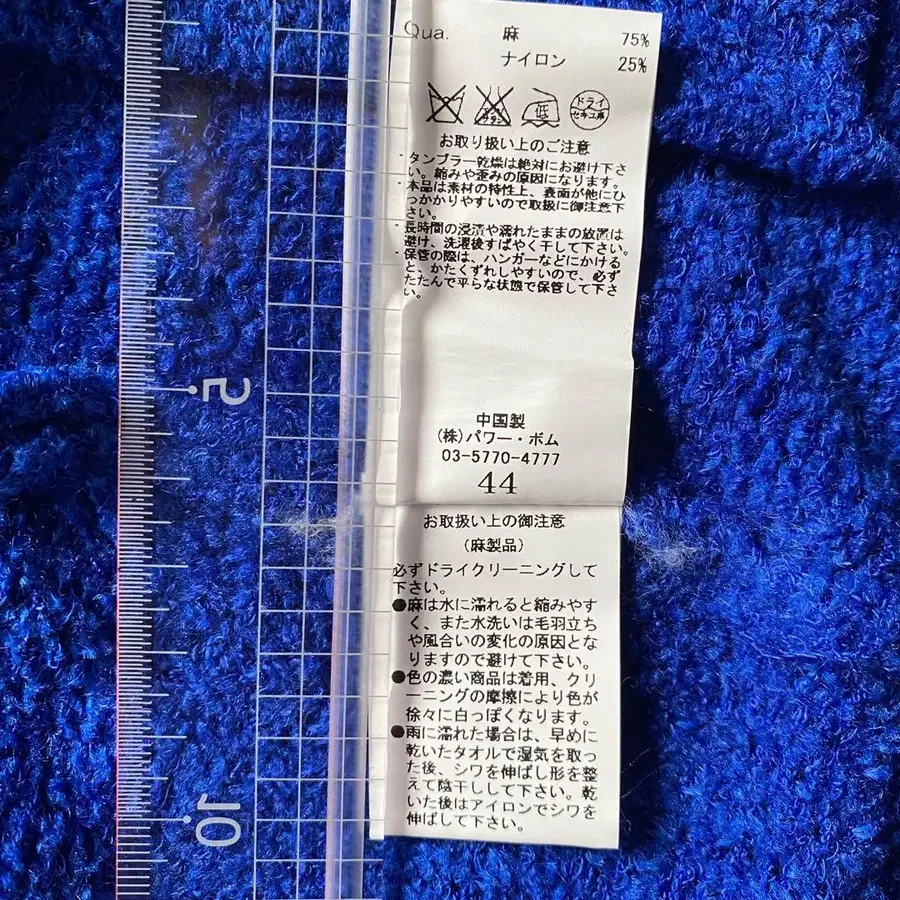 Qua. 麻 75%
ナイロン 25%
低 ドライ
セキユ系
お取り扱い上のご注意
・タンブラー乾燥は絶対にお避け下さ
い。縮みや歪みの原因になります。
・本品は素材の特性上、表面が他にひ
っかかりやすいので取扱に御注意下
さい。
・長時間の浸漬や濡れたままの放置は
避け、洗濯後すばやく干して下さい。
・保管の際は、ハンガーなどにかける
と、かたくずれしやすいので、必ず
たたんで平らな状態で保管して下さ
い。
中国製
(株)パワー・ボム
03-5770-4777
44
お取扱い上の御注意
(麻製品)
必ずドライクリーニングして
下さい。
●麻は水に濡れると縮みやす
く、また水洗いは毛羽立ち
や風合いの変化の原因とな
りますので避けて下さい。
●色の濃い商品は着用、クリ
ーニングの摩擦により色が
徐々に白っぽくなります。
●雨に濡れた場合は、早めに
乾いたタオルで湿気を取っ
た後、シワを伸ばし形を整
えて陰干しして下さい。乾
いた後はアイロンでシワを
伸ばして下さい。
5
10